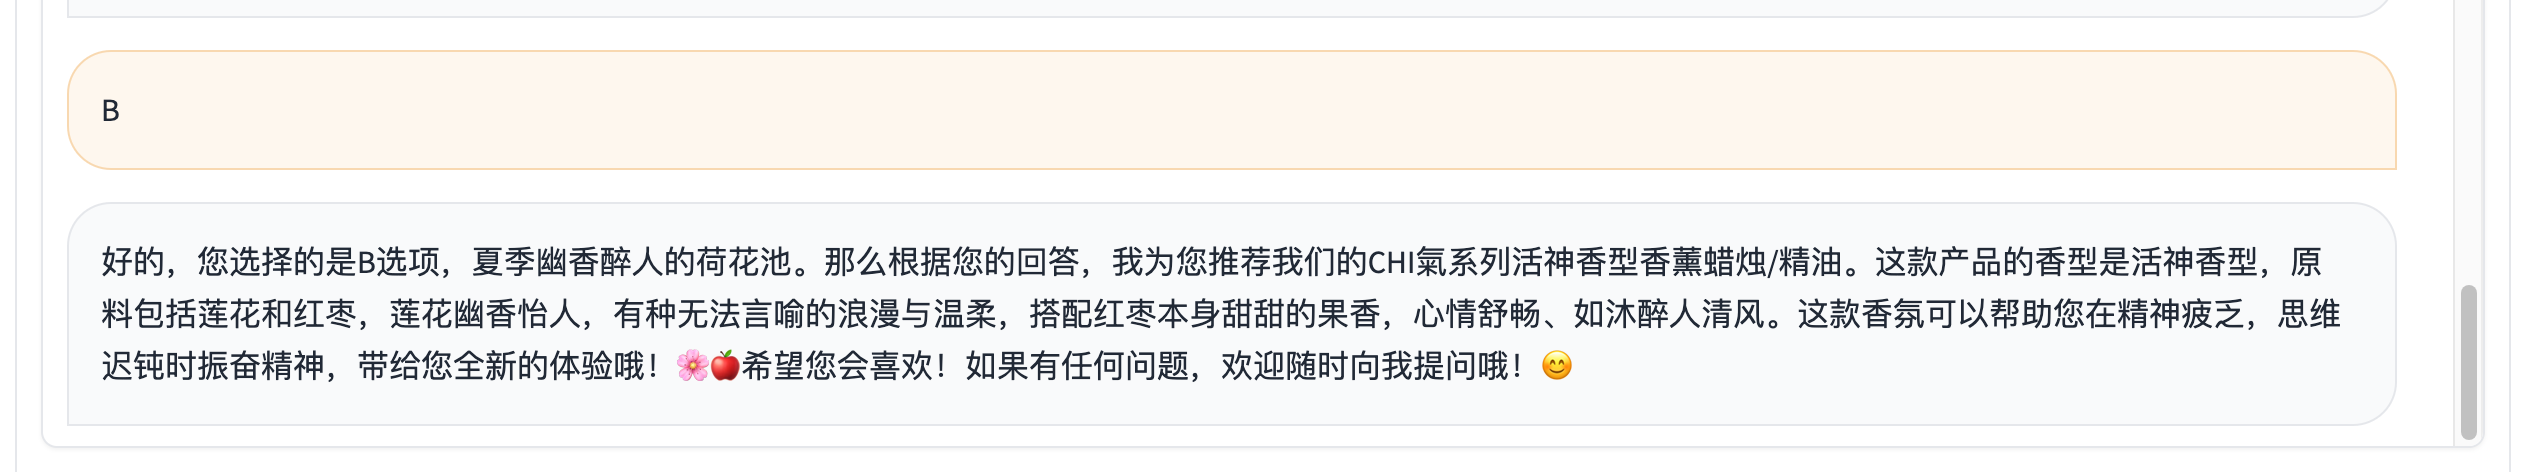 B
好的，您选择的是B选项，夏季幽香醉人的荷花池。那么根据您的回答，我为您推荐我们的CHI氣系列活神香型香薰蜡烛/精油。这款产品的香型是活神香型，原
料包括莲花和红枣，莲花幽香怡人，有种无法言喻的浪漫与温柔，搭配红枣本身甜甜的果香，心情舒畅、如沐醉人清风。这款香氛可以帮助您在精神疲乏，思维
迟钝时振奋精神，带给您全新的体验哦！🌸🍎希望您会喜欢！如果有任何问题，欢迎随时向我提问哦！😊